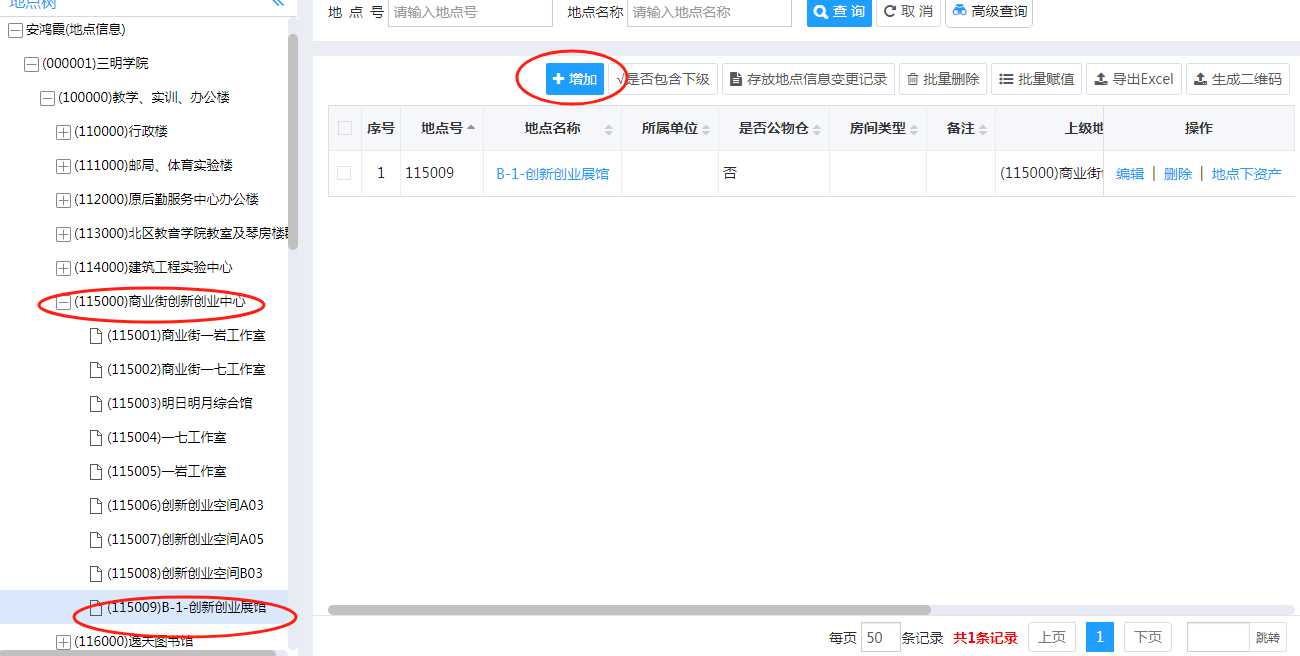 地点树
安鸿霞(地点信息)
(000001)三明学院
(100000)教学、实训、办公楼
(110000)行政楼
(111000)邮局、体育实验楼
(112000)原后勤服务中心办公楼
(113000)北区教音学院教室及琴房楼
(114000)建筑工程实验中心
(115000)商业街创新创业中心
(115001)商业街一岩工作室
(115002)商业街一七工作室
(115003)明日明月综合馆
(115004)一七工作室
(115005)一岩工作室
(115006)创新创业空间A03
(115007)创新创业空间A05
(115008)创新创业空间B03
(115009)B-1-创新创业展馆
(116000)逸夫图书馆
地 点 号 请输入地点号 地点名称 请输入地点名称 查 询 取 消 高级查询
增加 √是否包含下级 存放地点信息变更记录 批量删除 批量赋值 导出Excel 生成二维码
序号 地点号 地点名称 所属单位 是否公物仓 房间类型 备注 上级地 操作
1 115009 B-1-创新创业展馆 否 (115000)商业街 编辑 | 删除 | 地点下资产
每页 50 条记录 共1条记录 上页 1 下页 跳转